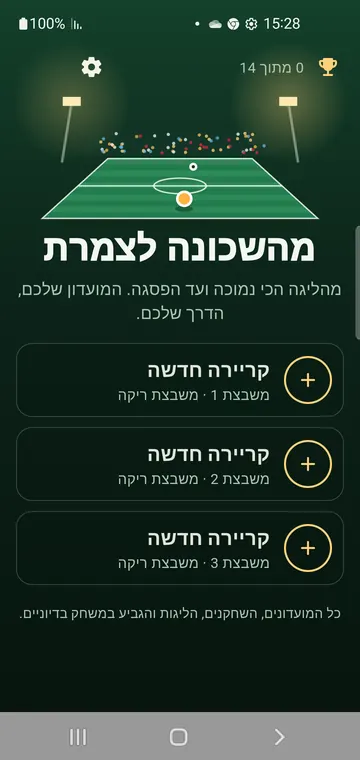 100%
15:28
0 מתוך 14
מהשכונה לצמרת
מהליגה הכי נמוכה ועד הפסגה. המועדון שלכם,
הדרך שלכם.
קריירה חדשה
משבצת 1 · משבצת ריקה
קריירה חדשה
משבצת 2 · משבצת ריקה
קריירה חדשה
משבצת 3 · משבצת ריקה
כל המועדונים, השחקנים, הליגות והגביע במשחק בדיוניים.